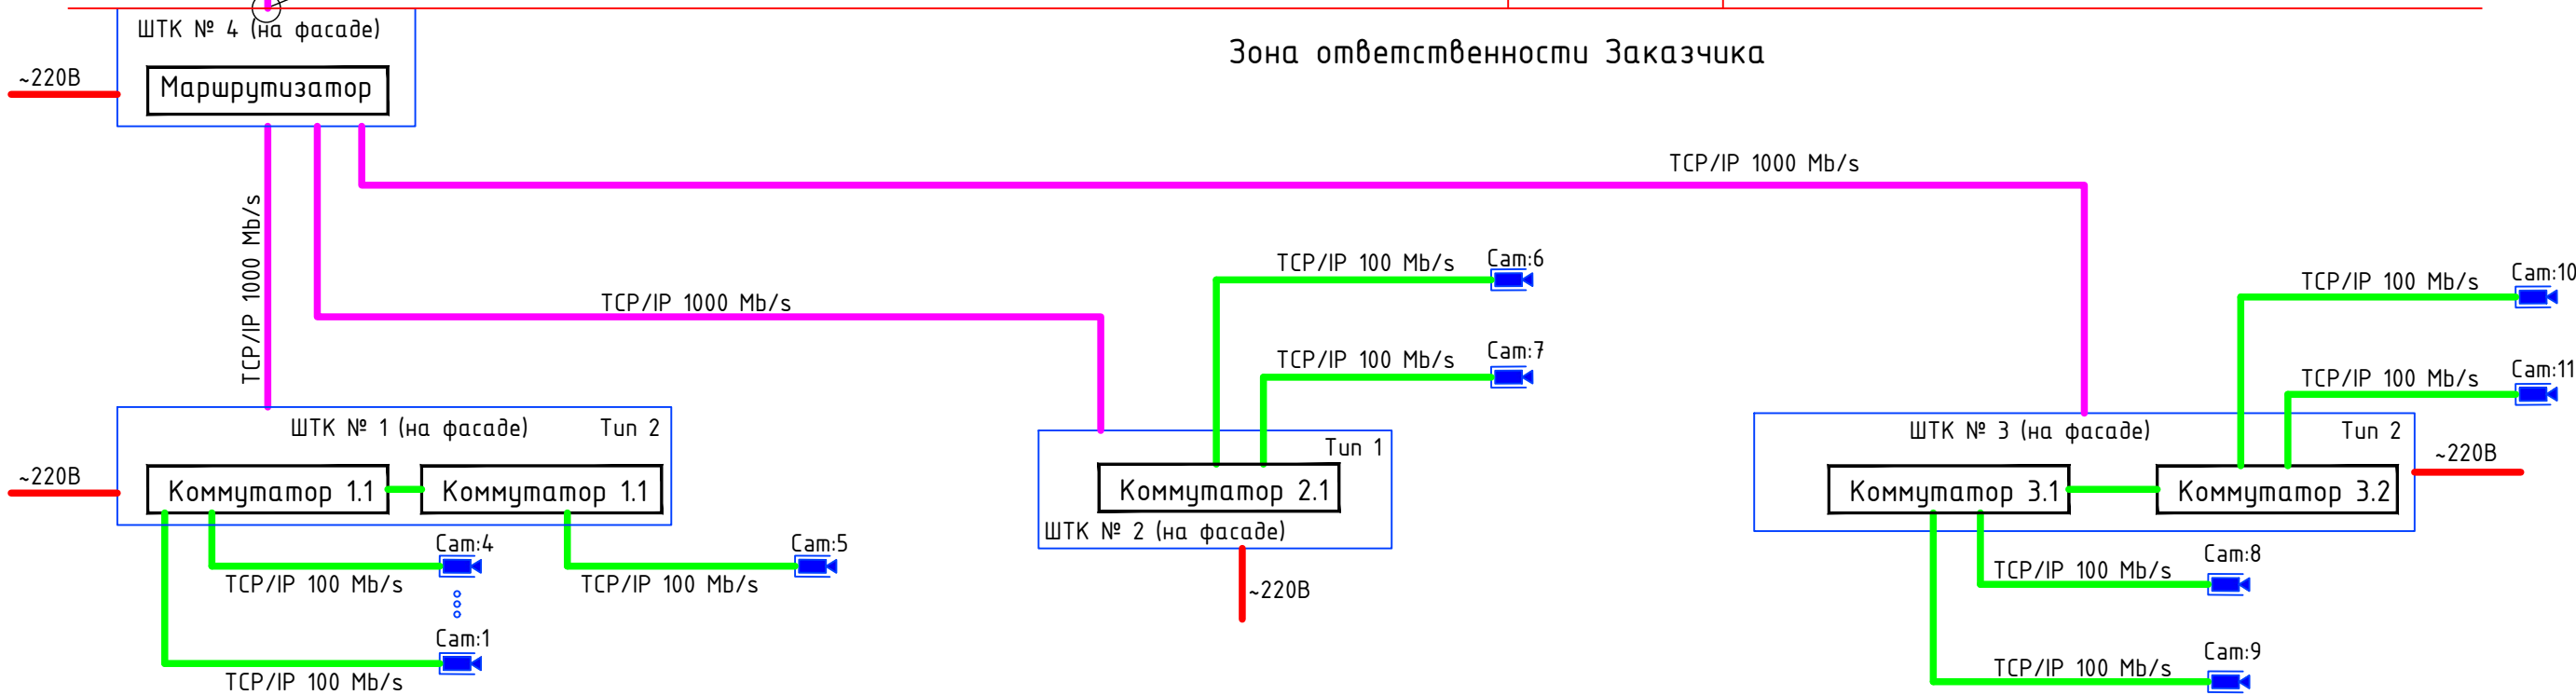 ШТК № 4 (на фасаде)
Зона ответственности Заказчика
~220В
Маршрутизатор
TCP/IP 1000 Mb/s
TCP/IP 1000 Mb/s
TCP/IP 1000 Mb/s
TCP/IP 100 Mb/s
Cam:6
TCP/IP 100 Mb/s
Cam:7
TCP/IP 100 Mb/s
Cam:10
TCP/IP 100 Mb/s
Cam:11
ШТК № 1 (на фасаде)
Тип 2
~220В
Коммутатор 1.1
Коммутатор 1.1
Cam:4
TCP/IP 100 Mb/s
Cam:5
TCP/IP 100 Mb/s
Cam:1
TCP/IP 100 Mb/s
Тип 1
Коммутатор 2.1
ШТК № 2 (на фасаде)
~220В
ШТК № 3 (на фасаде)
Тип 2
~220В
Коммутатор 3.1
Коммутатор 3.2
Cam:8
TCP/IP 100 Mb/s
Cam:9
TCP/IP 100 Mb/s